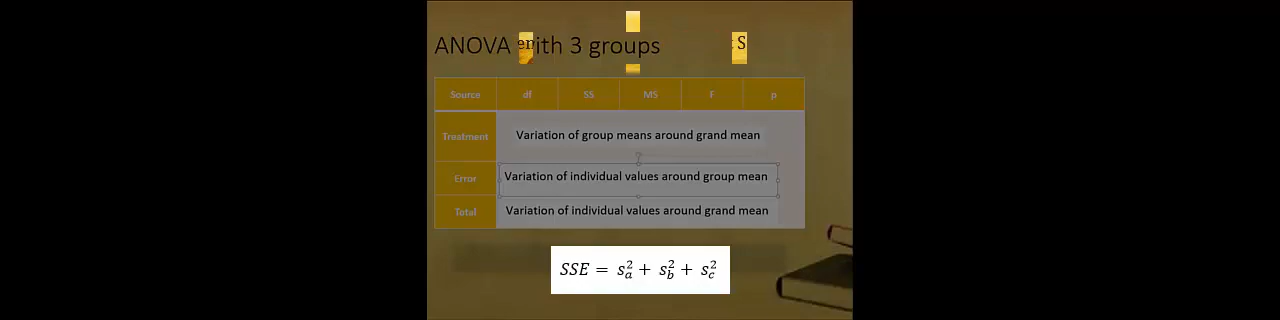 ANOVA en ith 3 groups : S
Source df SS MS F p
Treatment Variation of group means around grand mean
?
Error Variation of individual values around group mean
Total Variation of individual values around grand mean
SSE = s_a^2 + s_b^2 + s_c^2